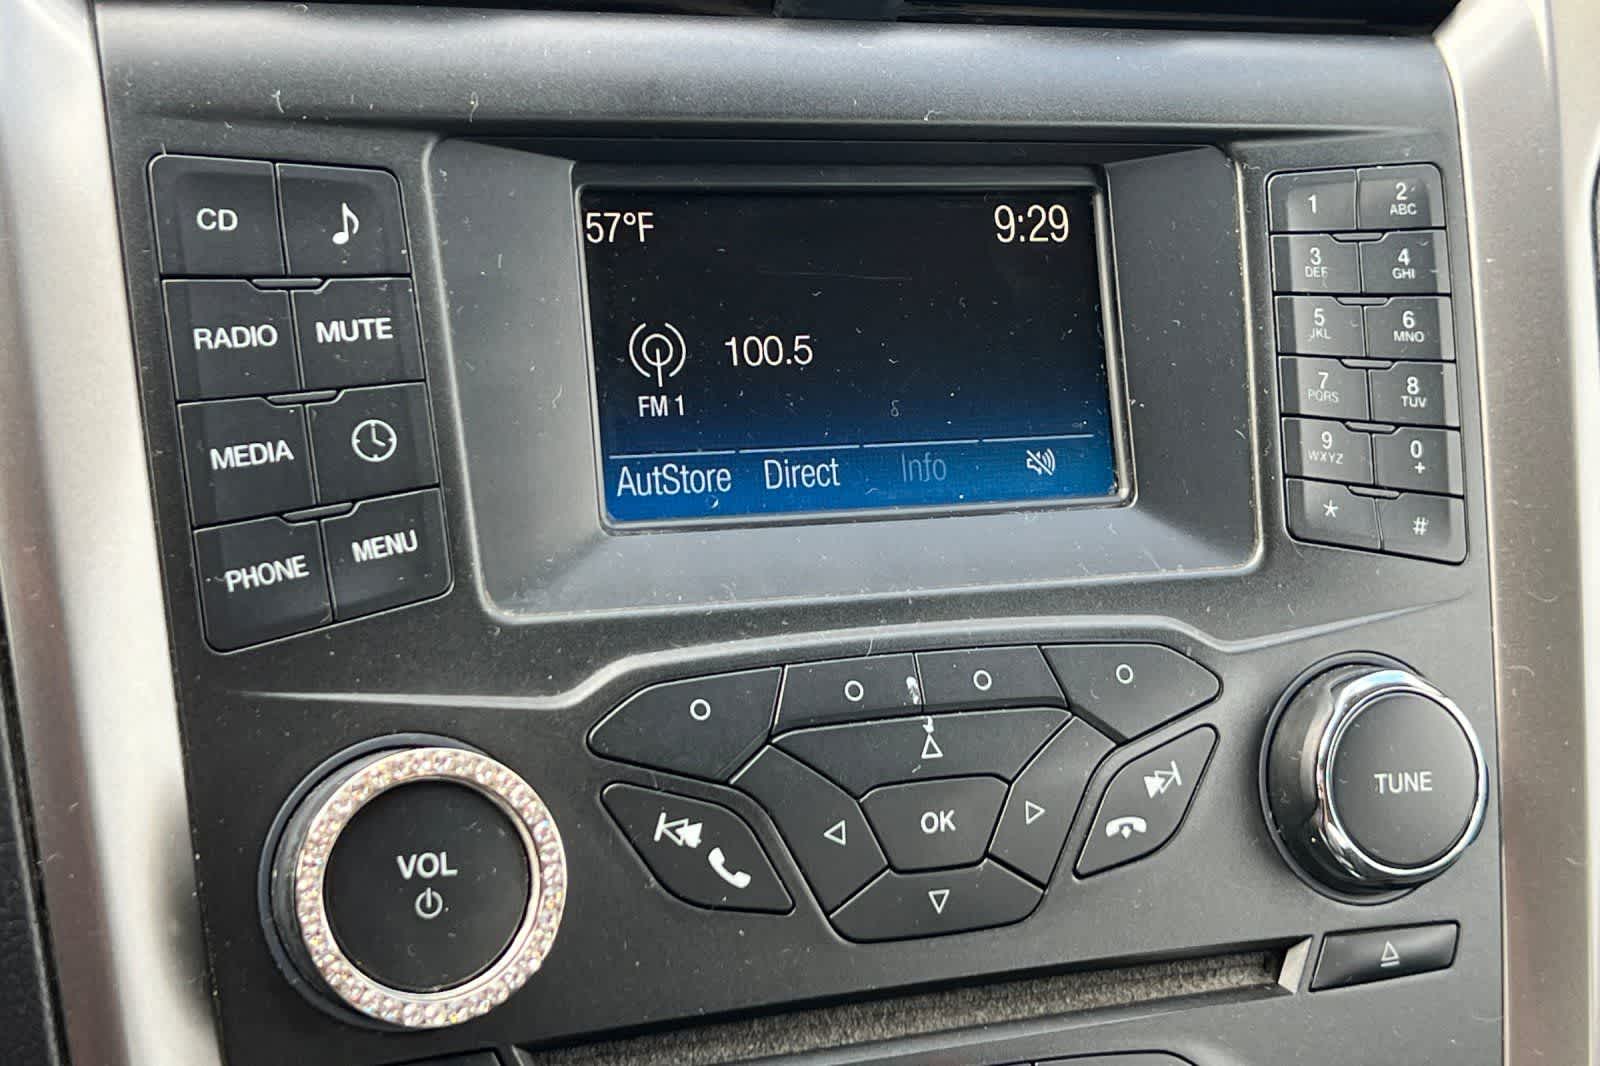 57°F
9:29
100.5
FM 1
AutStore
Direct
Info
CD
RADIO
MUTE
MEDIA
PHONE
MENU
1
2
ABC
3
DEF
4
GHI
5
JKL
6
MNO
7
PQRS
8
TUV
9
WXYZ
0
+
*
#
VOL
OK
TUNE